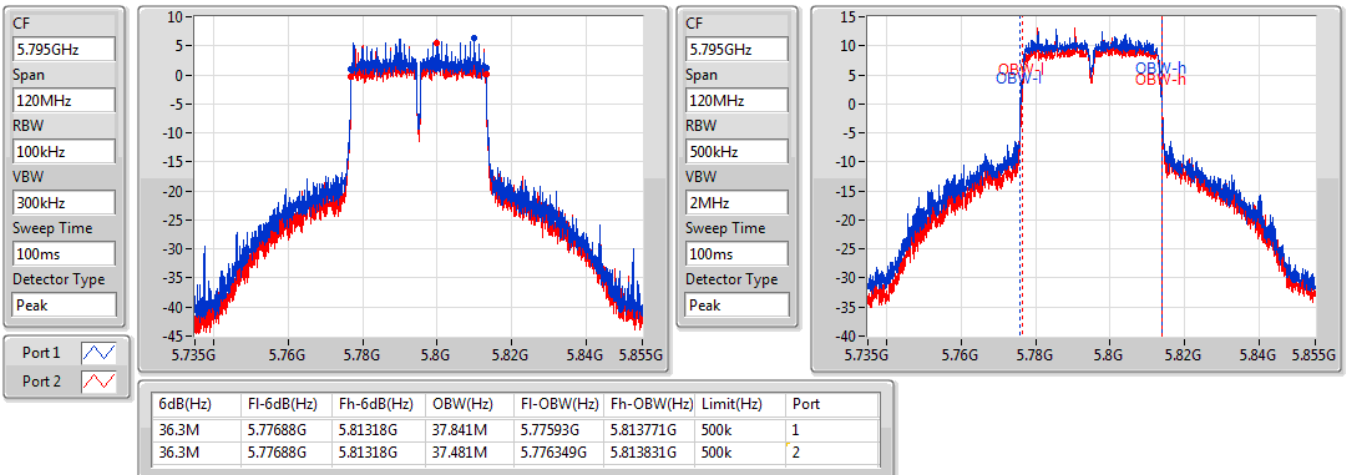 CF
5.795GHz
Span
120MHz
RBW
100kHz
VBW
300kHz
Sweep Time
100ms
Detector Type
Peak
Port 1
Port 2
10
5
0
-5
-10
-15
-20
-25
-30
-35
-40
-45
5.735G 5.76G 5.78G 5.8G 5.82G 5.84G 5.855G
CF
5.795GHz
Span
120MHz
RBW
500kHz
VBW
2MHz
Sweep Time
100ms
Detector Type
Peak
15
10
5
0
-5
-10
-15
-20
-25
-30
-35
-40
OBW-l
OBW-l
OBW-h
OBW-h
5.735G 5.76G 5.78G 5.8G 5.82G 5.84G 5.855G
6dB(Hz) Fl-6dB(Hz) Fh-6dB(Hz) OBW(Hz) Fl-OBW(Hz) Fh-OBW(Hz) Limit(Hz) Port
36.3M 5.77688G 5.81318G 37.841M 5.77593G 5.813771G 500k 1
36.3M 5.77688G 5.81318G 37.481M 5.776349G 5.813831G 500k 2